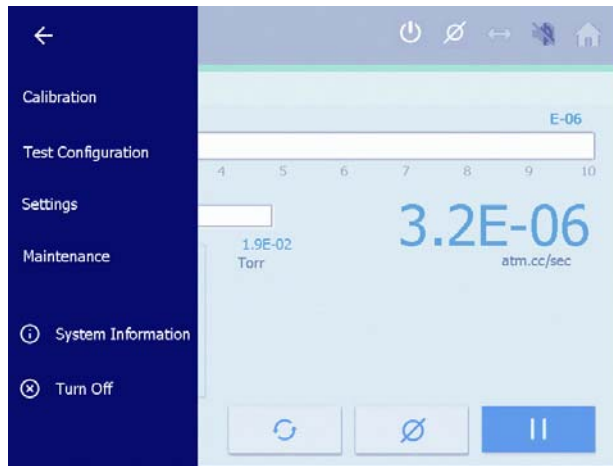 Calibration
Test Configuration
Settings
Maintenance
System Information
Turn Off
E-06
4 5 6 7 8 9 10
1.9E-02
Torr
3.2E-06
atm.cc/sec